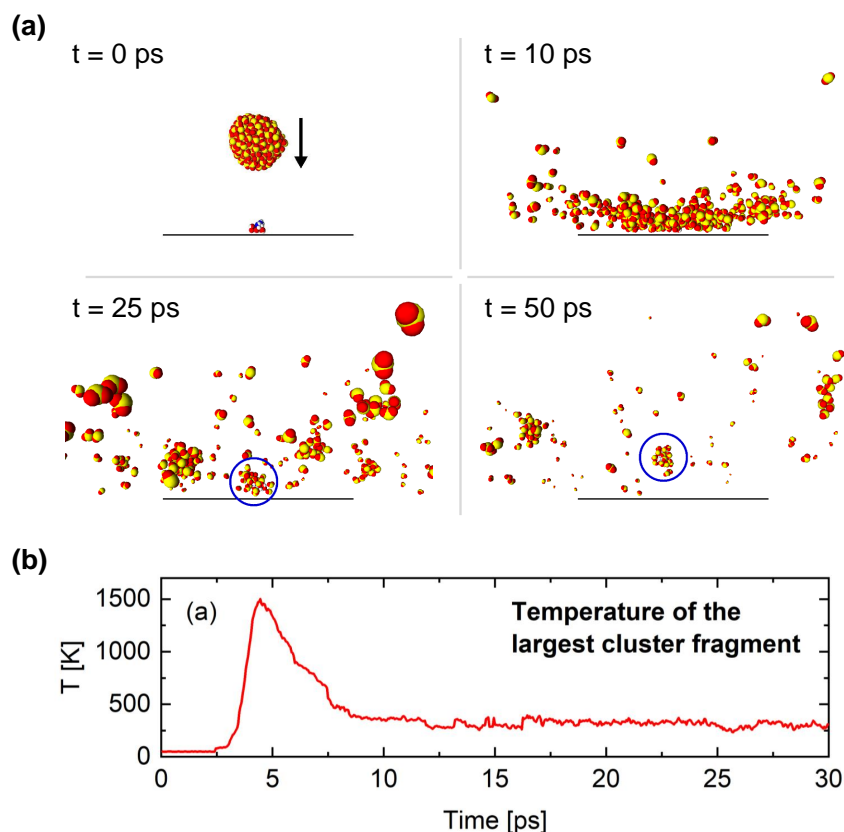 (a)
t = 0 ps
t = 10 ps
t = 25 ps
t = 50 ps
(b)
(a)
Temperature of the
largest cluster fragment
T [K]
1500
1000
500
0
0 5 10 15 20 25 30
Time [ps]